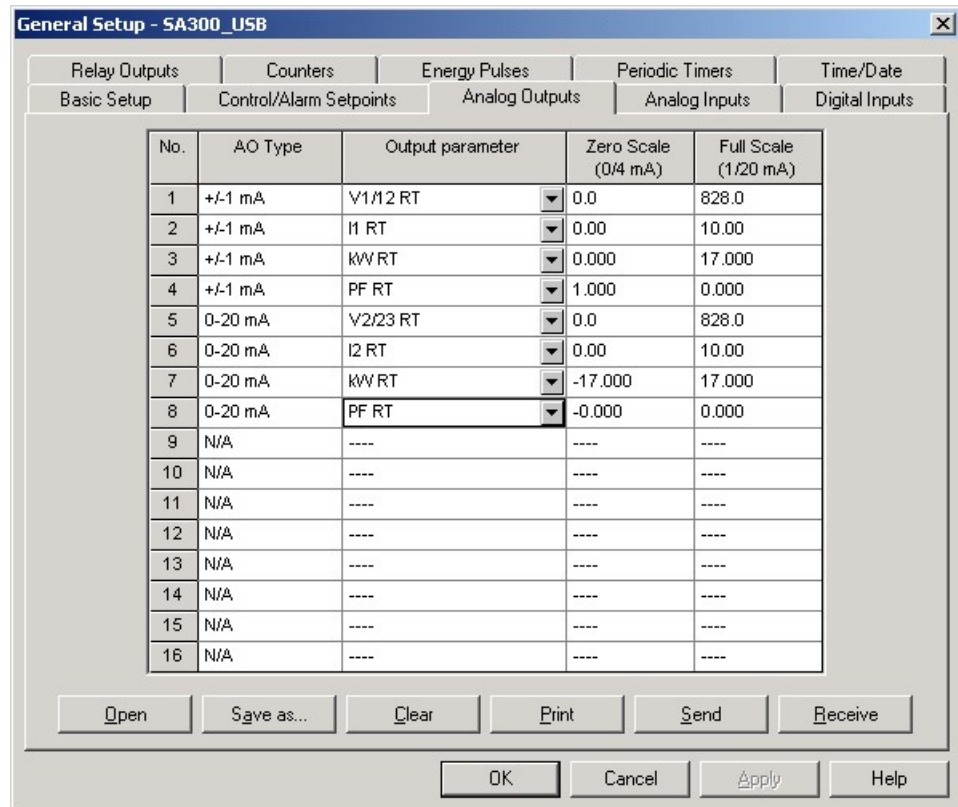 General Setup - SA300_USB
Relay Outputs Counters Energy Pulses Periodic Timers Time/Date
Basic Setup Control/Alarm Setpoints Analog Outputs Analog Inputs Digital Inputs
No. AO Type Output parameter Zero Scale (0/4 mA) Full Scale (1/20 mA)
1 +/-1 mA V1/12 RT 0.0 828.0
2 +/-1 mA I1 RT 0.00 10.00
3 +/-1 mA kW RT 0.000 17.000
4 +/-1 mA PF RT 1.000 0.000
5 0-20 mA V2/23 RT 0.0 828.0
6 0-20 mA I2 RT 0.00 10.00
7 0-20 mA kW RT -17.000 17.000
8 0-20 mA PF RT -0.000 0.000
9 N/A ---- ---- ----
10 N/A ---- ---- ----
11 N/A ---- ---- ----
12 N/A ---- ---- ----
13 N/A ---- ---- ----
14 N/A ---- ---- ----
15 N/A ---- ---- ----
16 N/A ---- ---- ----
Open Save as... Clear Print Send Receive
OK Cancel Apply Help